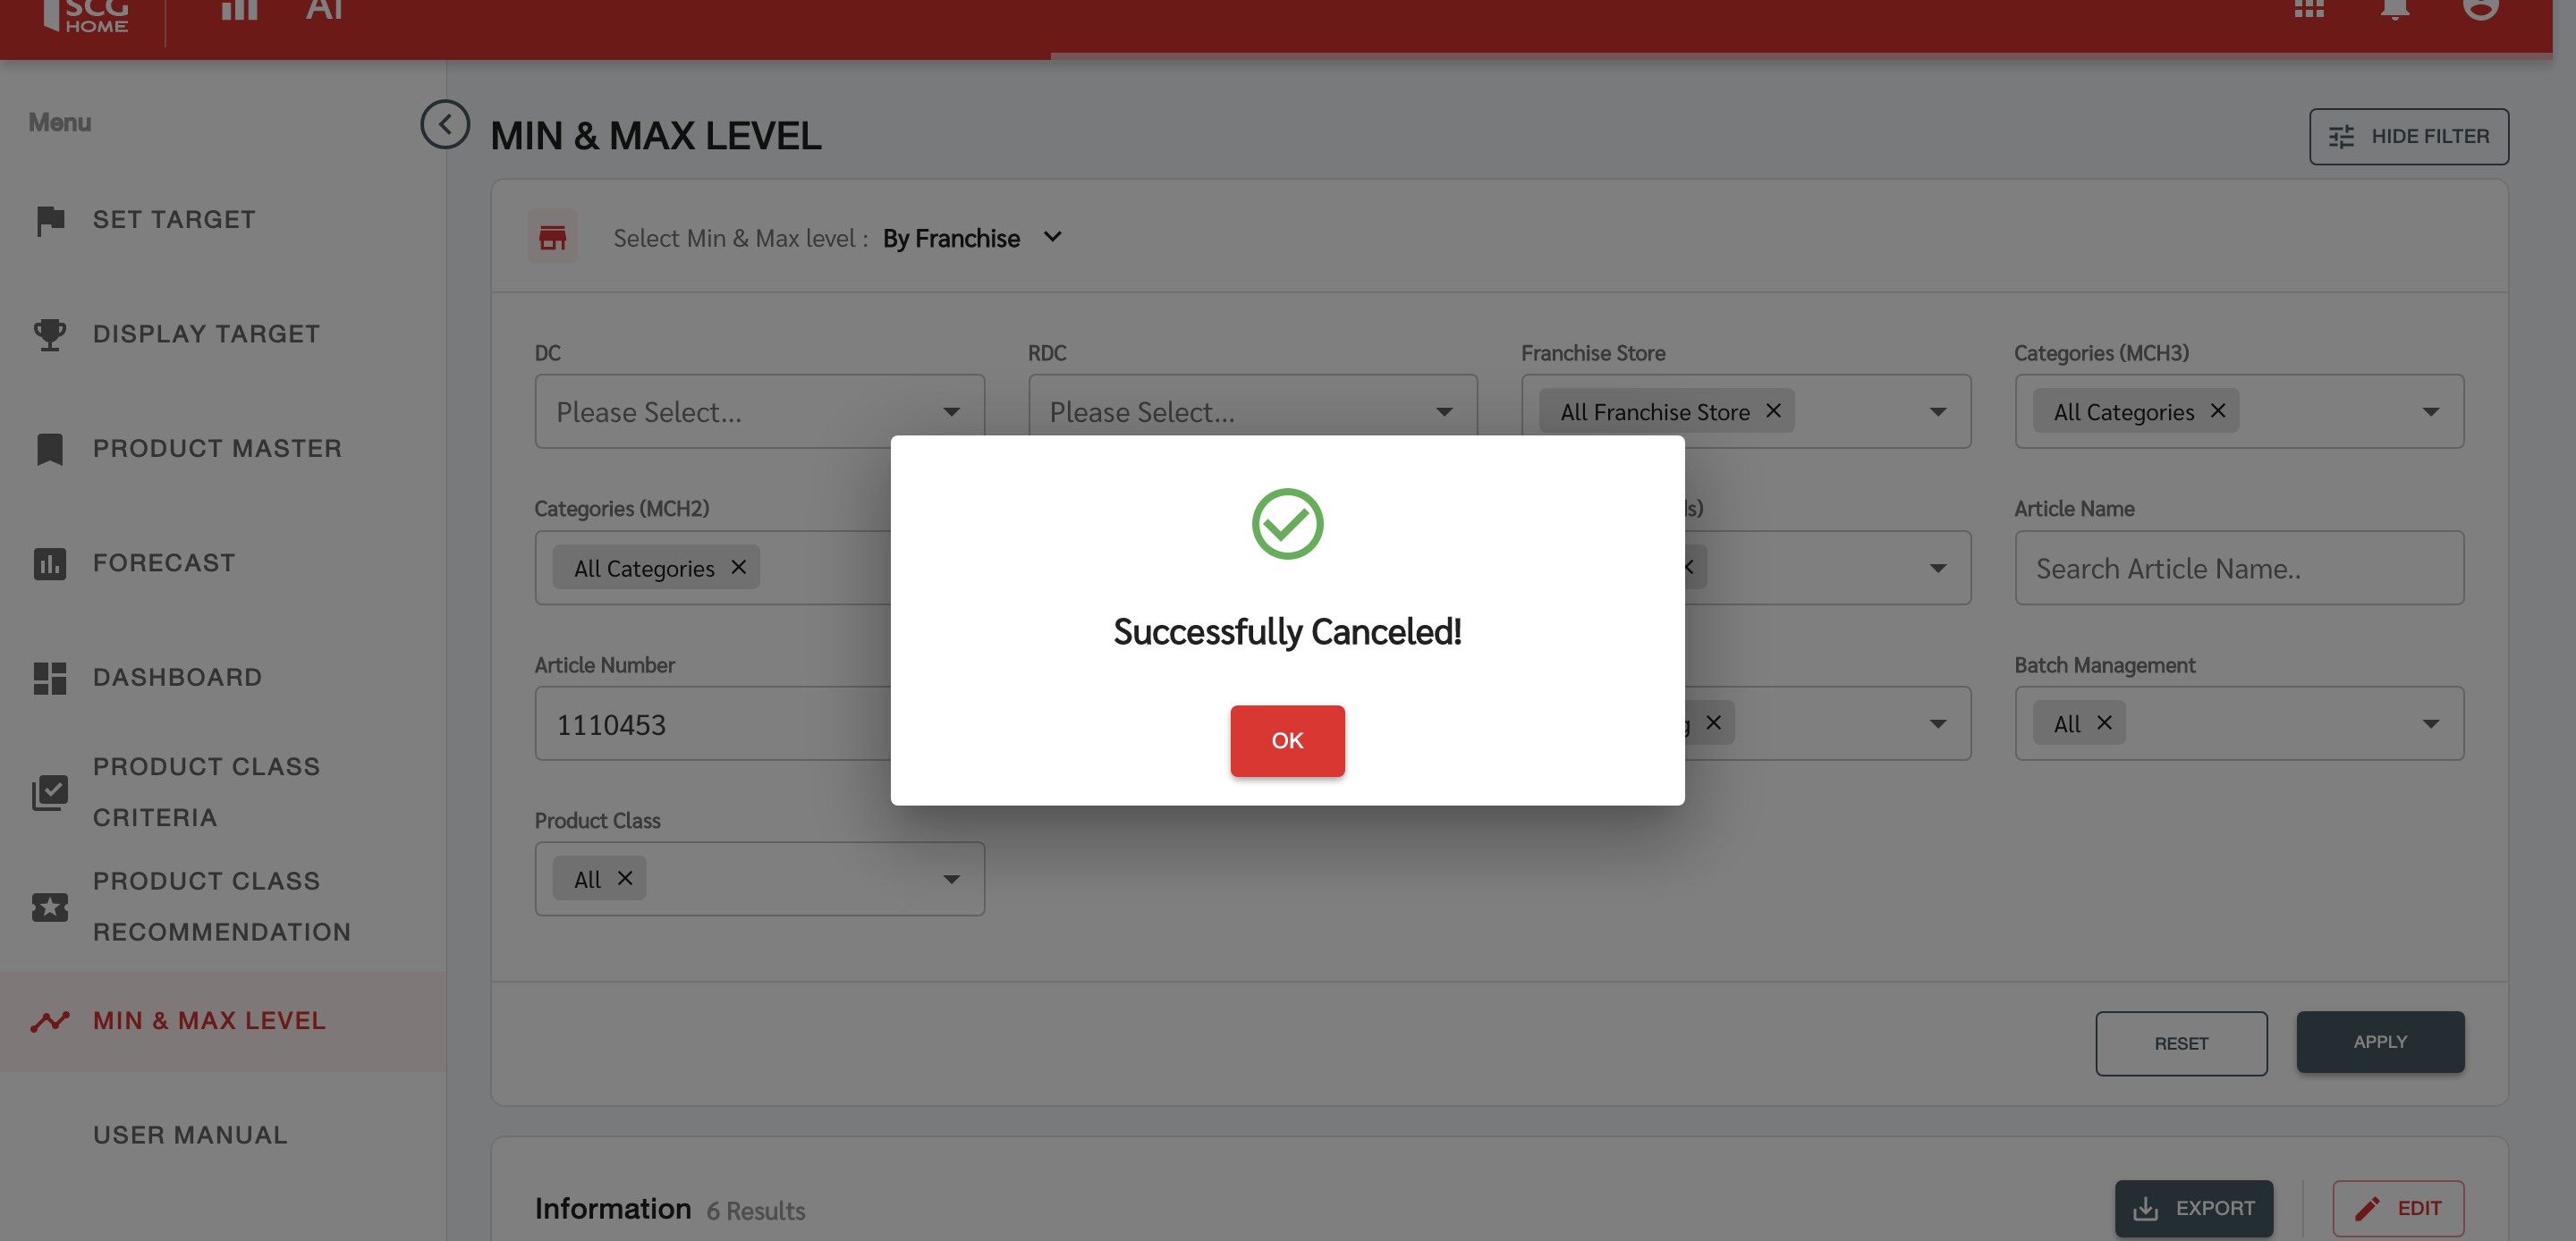 SCG
HOME
AI
Menu
MIN & MAX LEVEL
HIDE FILTER
SET TARGET
Select Min & Max level : By Franchise
DISPLAY TARGET
DC
RDC
Franchise Store
Categories (MCH3)
Please Select...
Please Select...
All Franchise Store
All Categories
PRODUCT MASTER
Categories (MCH2)
Article Name
All Categories
Search Article Name..
FORECAST
Successfully Canceled!
Article Number
Batch Management
DASHBOARD
1110453
All
OK
PRODUCT CLASS
CRITERIA
Product Class
All
PRODUCT CLASS
RECOMMENDATION
MIN & MAX LEVEL
RESET
APPLY
USER MANUAL
Information 6 Results
EXPORT
EDIT